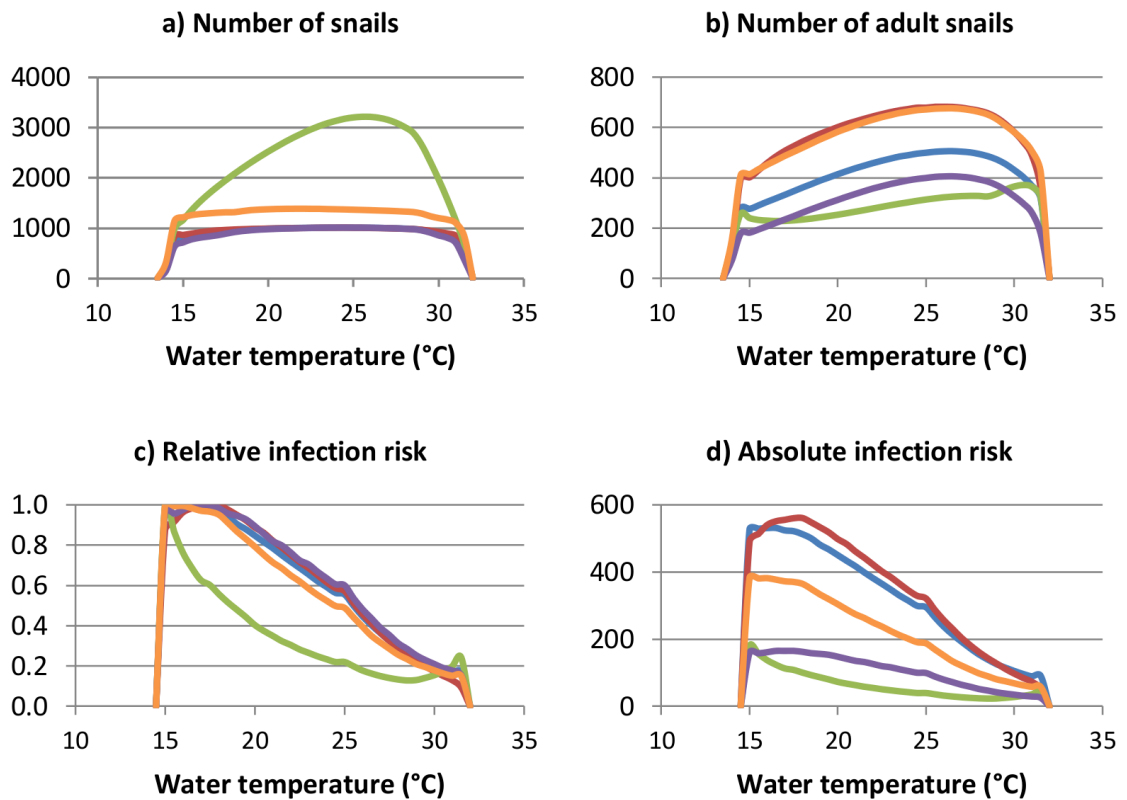 a) Number of snails
4000
3000
2000
1000
0
10 15 20 25 30 35
Water temperature (°C)
b) Number of adult snails
800
600
400
200
0
10 15 20 25 30 35
Water temperature (°C)
c) Relative infection risk
1.0
0.8
0.6
0.4
0.2
0.0
10 15 20 25 30 35
Water temperature (°C)
d) Absolute infection risk
600
400
200
0
10 15 20 25 30 35
Water temperature (°C)